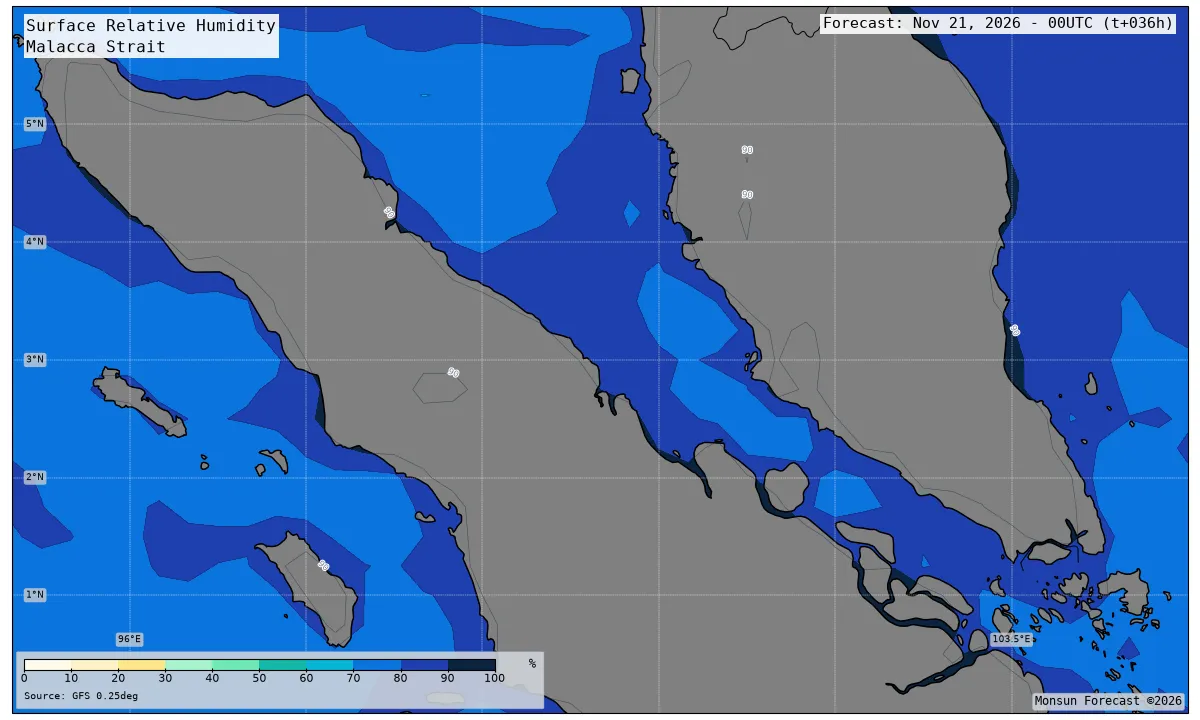 Surface Relative Humidity
Malacca Strait
Forecast: Nov 21, 2026 - 00UTC (t+036h)
5°N
90
90
90
4°N
90
3°N
90
2°N
90
1°N
96°E
103.5°E
%
0 10 20 30 40 50 60 70 80 90 100
Source: GFS 0.25deg
Monsun Forecast ©2026